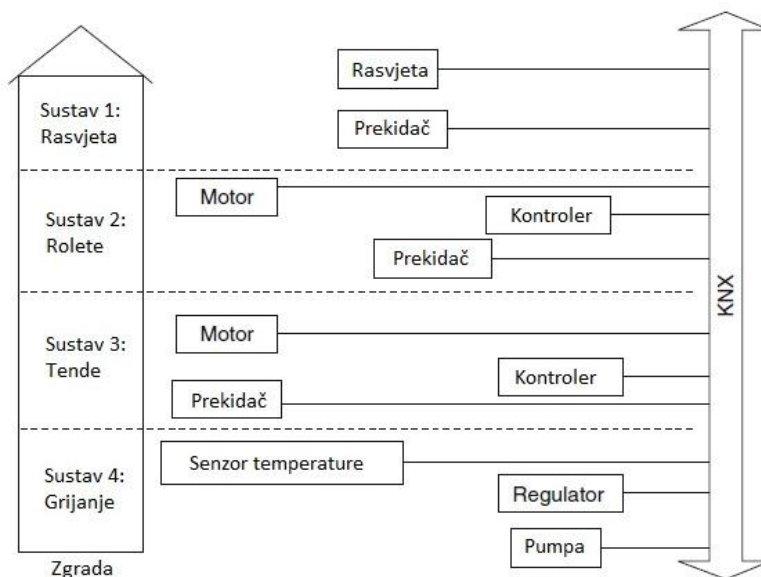 Rasvjeta
Sustav 1:
Rasvjeta
Prekidač
Motor
Kontroler
Sustav 2:
Rolete
Prekidač
KNX
Motor
Sustav 3:
Tende
Kontroler
Prekidač
Senzor temperature
Sustav 4:
Grijanje
Regulator
Pumpa
Zgrada